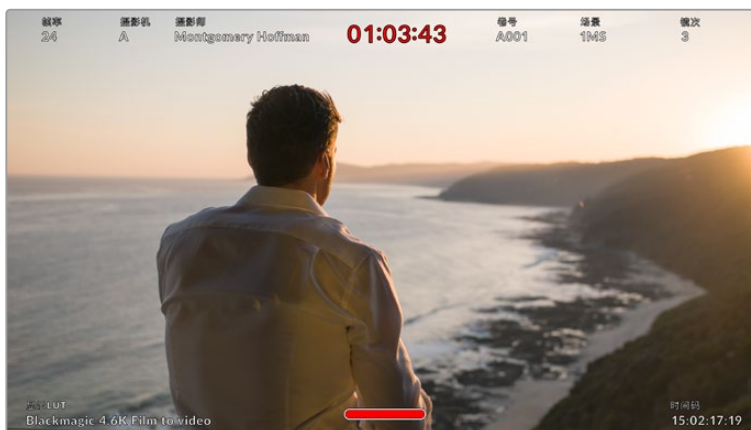 帧率 摄影机 摄影师 卷号 场景 镜次
24 A Montgomery Hoffman 01:03:43 A001 1MS 3
LUT 时间码
Blackmagic 4.6K Film to video 15:02:17:19